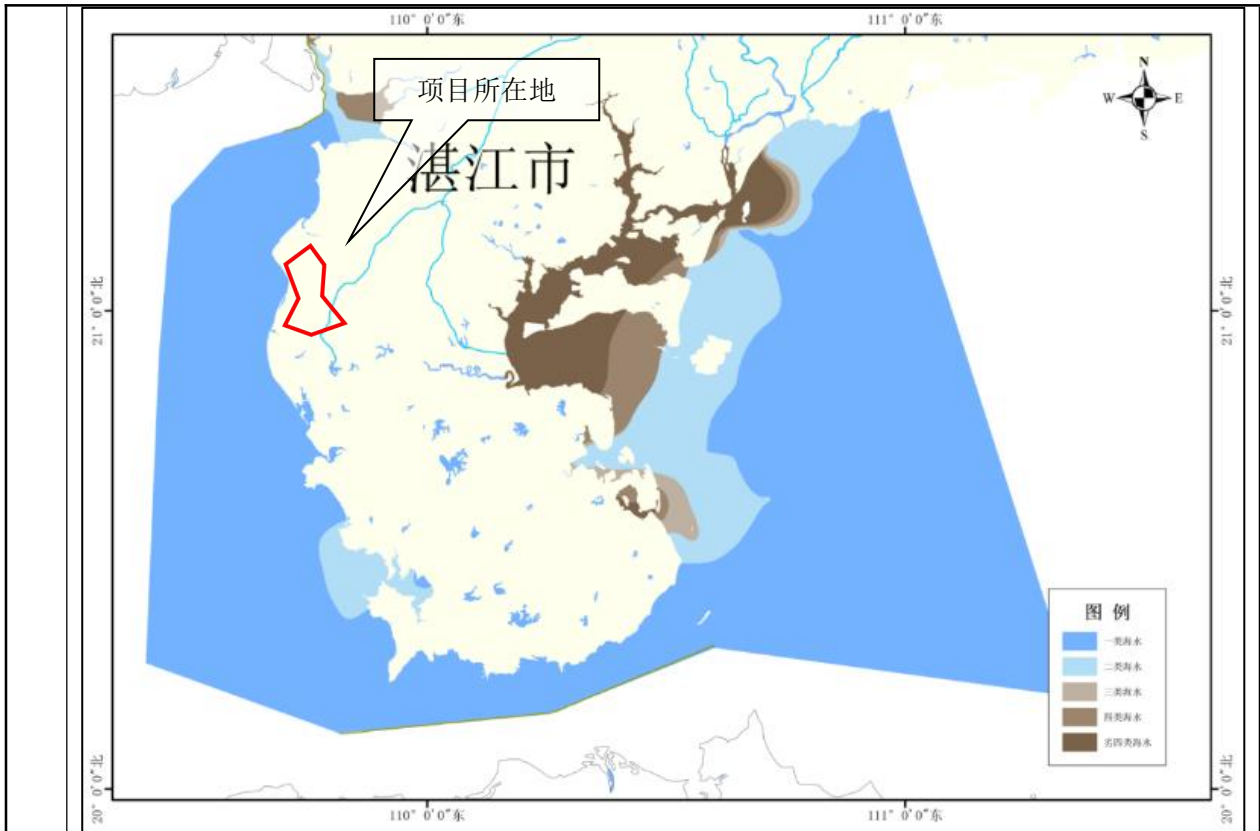 110° 0'0"东
111° 0'0"东
N
W
E
S
项目所在地
湛江市
21° 0'0"北
21° 0'0"北
图 例
一类海水
二类海水
三类海水
四类海水
劣四类海水
20° 0'0"北
20° 0'0"北
110° 0'0"东
111° 0'0"东